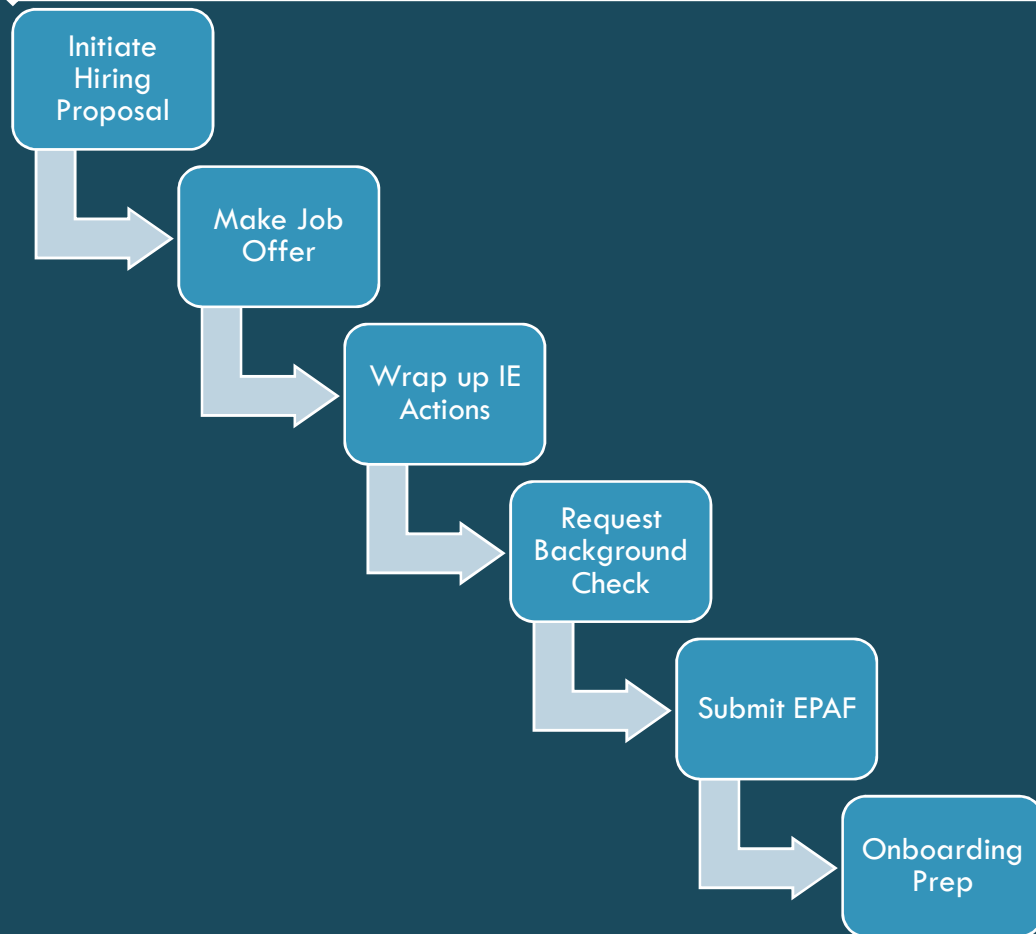 Initiate
Hiring
Proposal
Make Job
Offer
Wrap up IE
Actions
Request
Background
Check
Submit EPAF
Onboarding
Prep